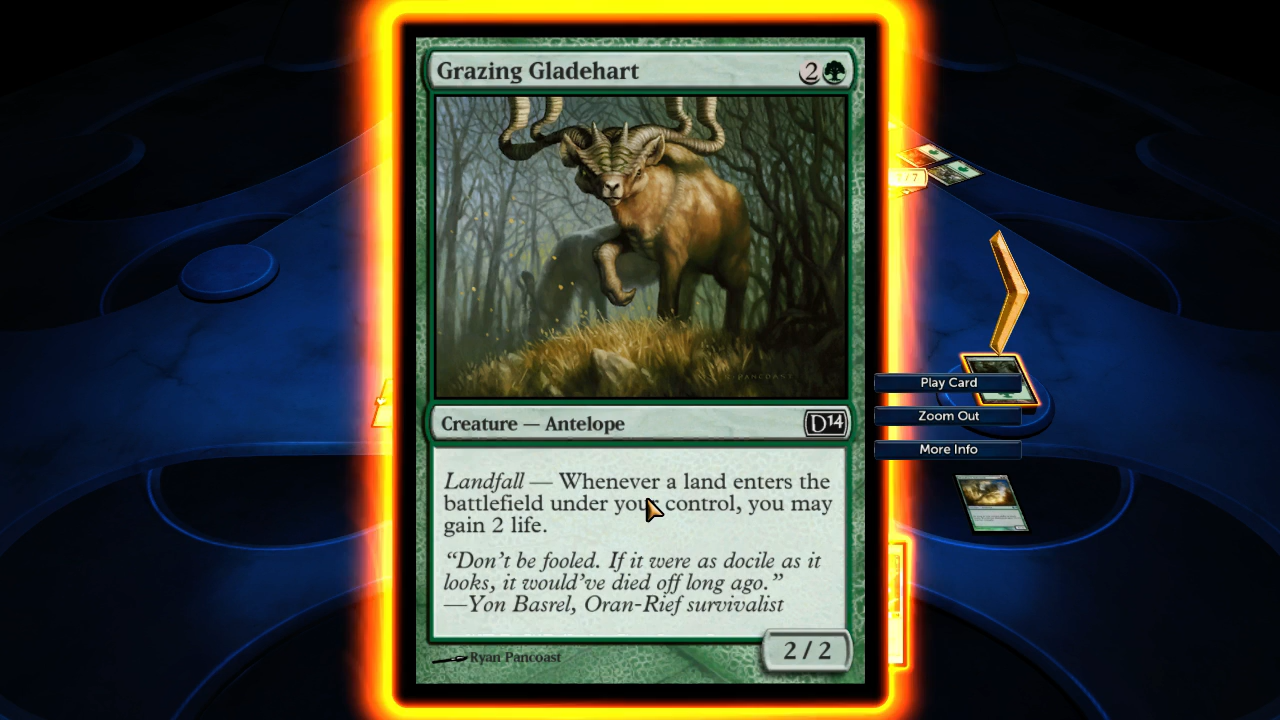 Grazing Gladehart 2
Creature — Antelope D14
Landfall — Whenever a land enters the
battlefield under your control, you may
gain 2 life.
“Don’t be fooled. If it were as docile as it
looks, it would’ve died off long ago.”
—Yon Basrel, Oran-Rief survivalist
2 / 2
Ryan Pancoast
Play Card
Zoom Out
More Info